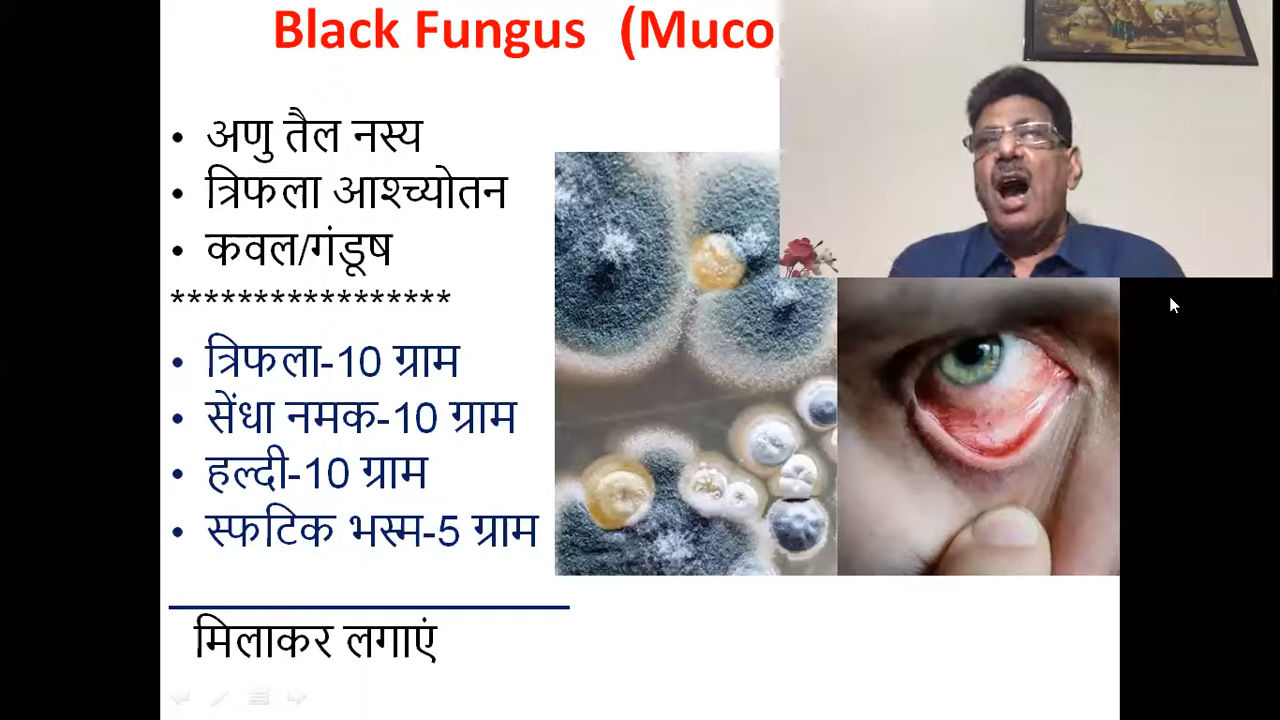 Black Fungus (Muco
• अणु तैल नस्य
• त्रिफला आश्च्योतन
• कवल/गंडूष
*****************
• त्रिफला-10 ग्राम
• सेंधा नमक-10 ग्राम
• हल्दी-10 ग्राम
• स्फटिक भस्म-5 ग्राम
मिलाकर लगाएं